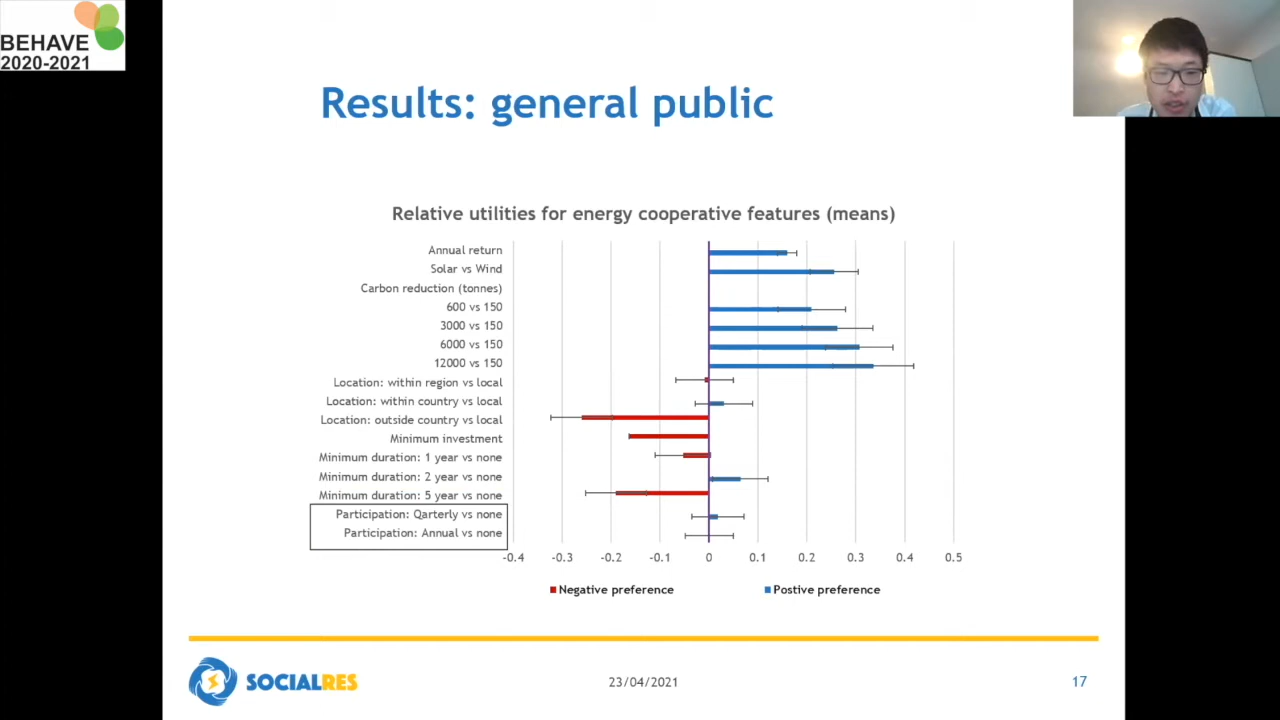 BEHAVE
2020-2021
Results: general public
Relative utilities for energy cooperative features (means)
Annual return
Solar vs Wind
Carbon reduction (tonnes)
600 vs 150
3000 vs 150
6000 vs 150
12000 vs 150
Location: within region vs local
Location: within country vs local
Location: outside country vs local
Minimum investment
Minimum duration: 1 year vs none
Minimum duration: 2 year vs none
Minimum duration: 5 year vs none
Participation: Qarterly vs none
Participation: Annual vs none
-0.4 -0.3 -0.2 -0.1 0 0.1 0.2 0.3 0.4 0.5
Negative preference Postive preference
SOCIALRES 23/04/2021 17